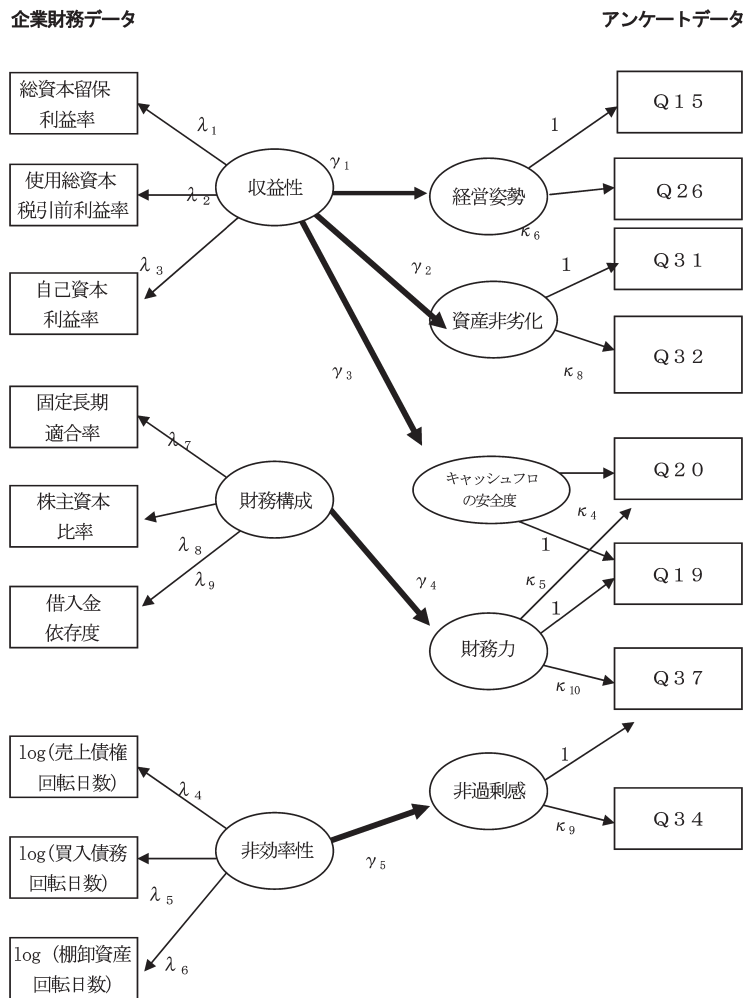 企業財務データ
アンケートデータ
総資本留保
利益率
使用総資本
税引前利益率
自己資本
利益率
固定長期
適合率
株主資本
比率
借入金
依存度
log(売上債権
回転日数)
log(買入債務
回転日数)
log (棚卸資産
回転日数)
λ1
λ2
λ3
λ7
λ8
λ9
λ4
λ5
λ6
収益性
財務構成
非効率性
γ1
γ2
γ3
γ4
γ5
経営姿勢
資産非劣化
キャッシュフロ
の安全度
財務力
非過剰感
1
κ6
1
κ8
κ4
1
κ5
1
κ10
1
κ9
Q15
Q26
Q31
Q32
Q20
Q19
Q37
Q34